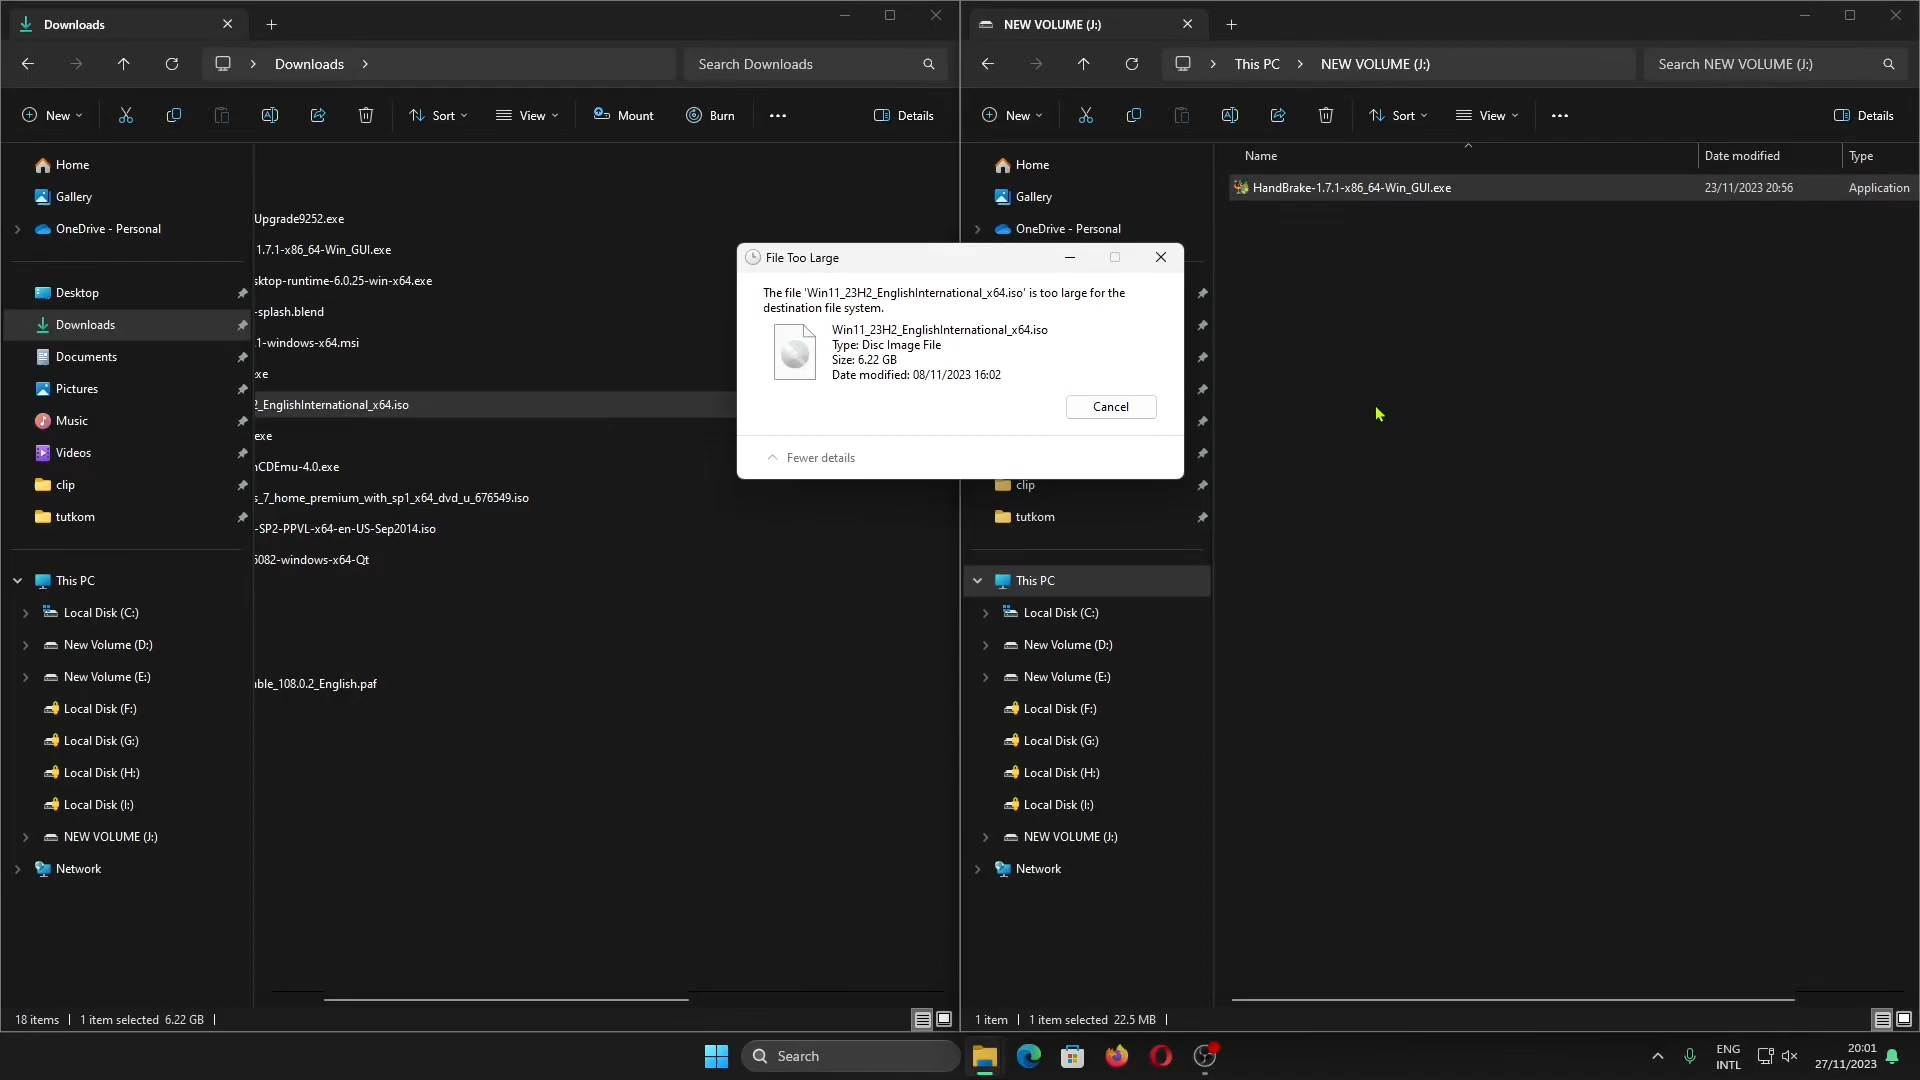 Downloads
Downloads
Search Downloads
New
Sort
View
Mount
Burn
Details
Home
Gallery
OneDrive - Personal
Desktop
Downloads
Documents
Pictures
Music
Videos
clip
tutkom
This PC
Local Disk (C:)
New Volume (D:)
New Volume (E:)
Local Disk (F:)
Local Disk (G:)
Local Disk (H:)
Local Disk (I:)
NEW VOLUME (J:)
Network
Upgrade9252.exe
1.7.1-x86_64-Win_GUI.exe
sktop-runtime-6.0.25-win-x64.exe
-splash.blend
.1-windows-x64.msi
exe
2_EnglishInternational_x64.iso
exe
nCDEmu-4.0.exe
s_7_home_premium_with_sp1_x64_dvd_u_676549.iso
-SP2-PPVL-x64-en-US-Sep2014.iso
6082-windows-x64-Qt
able_108.0.2_English.paf
18 items
1 item selected 6.22 GB
File Too Large
The file 'Win11_23H2_EnglishInternational_x64.iso' is too large for the
destination file system.
Win11_23H2_EnglishInternational_x64.iso
Type: Disc Image File
Size: 6.22 GB
Date modified: 08/11/2023 16:02
Cancel
Fewer details
NEW VOLUME (J:)
This PC
NEW VOLUME (J:)
Search NEW VOLUME (J:)
New
Sort
View
Details
Home
Gallery
OneDrive - Personal
clip
tutkom
This PC
Local Disk (C:)
New Volume (D:)
New Volume (E:)
Local Disk (F:)
Local Disk (G:)
Local Disk (H:)
Local Disk (I:)
NEW VOLUME (J:)
Network
Name
Date modified
Type
HandBrake-1.7.1-x86_64-Win_GUI.exe
23/11/2023 20:56
Application
1 item
1 item selected 22.5 MB
Search
ENG
INTL
20:01
27/11/2023